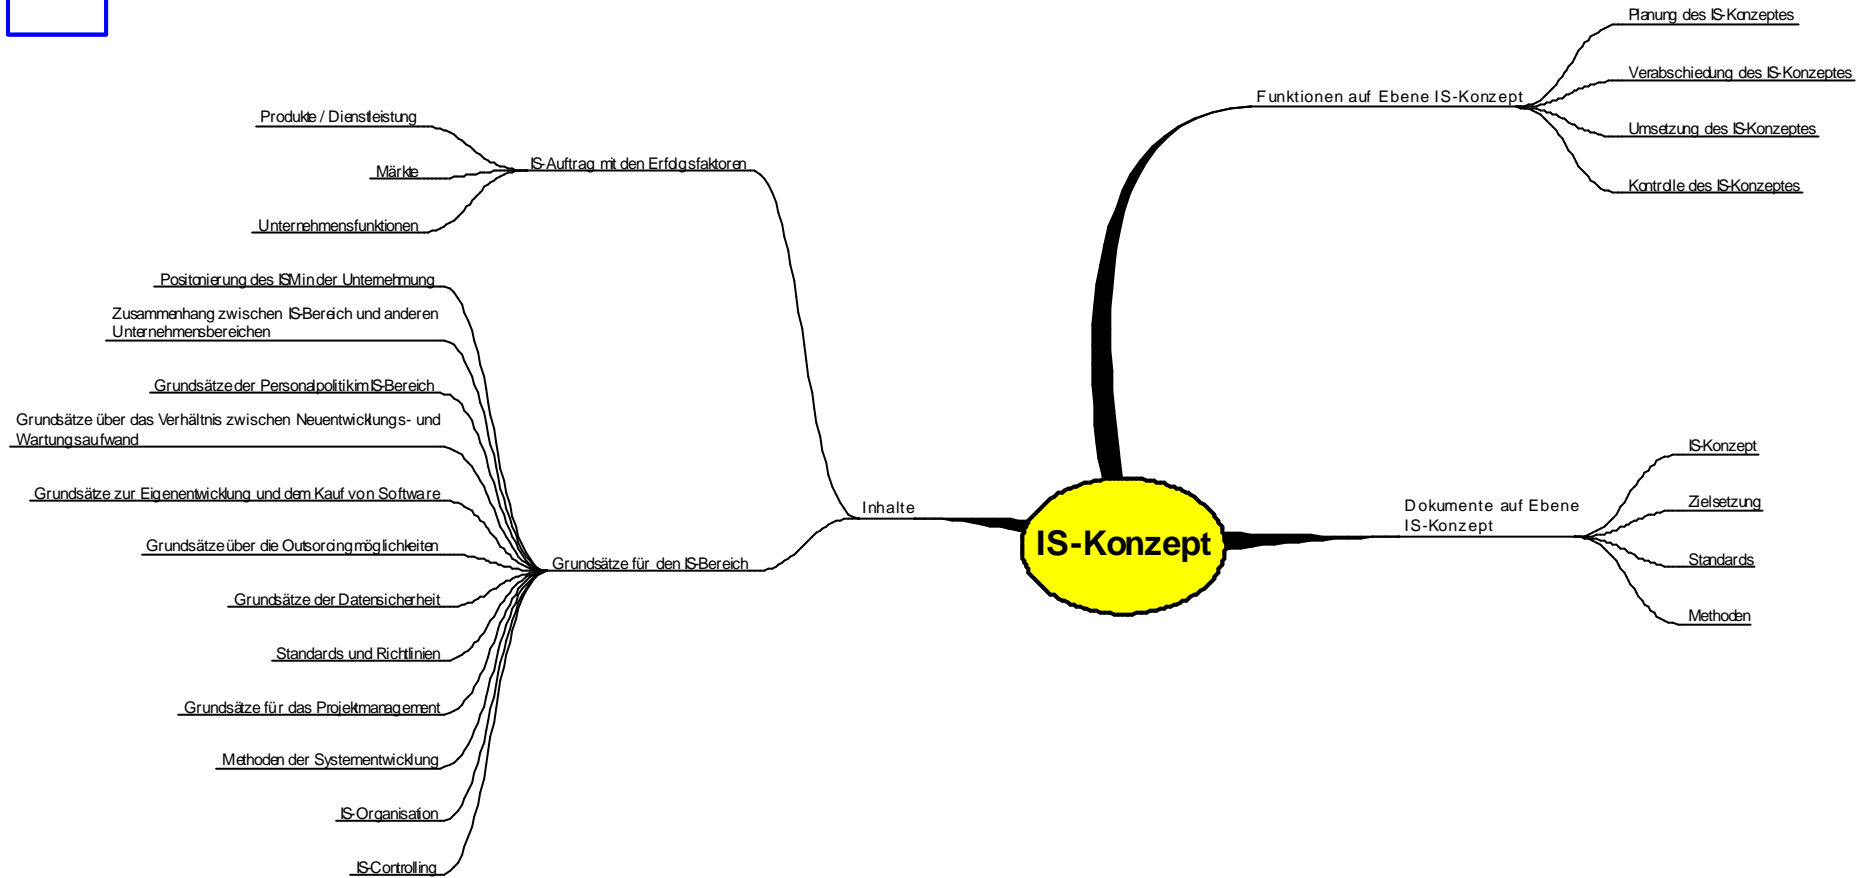 Planung des IS-Konzeptes
Verabschiedung des IS-Konzeptes
Funktionen auf Ebene IS-Konzept
Umsetzung des IS-Konzeptes
Kontrolle des IS-Konzeptes
Produkte / Dienstleistung
IS-Auftrag mit den Erfolgsfaktoren
Märkte
Unternehmensfunktionen
Positonierung des ISM in der Unternehmung
Zusammenhang zwischen IS-Bereich und anderen
Unternehmensbereichen
Grundsätze der Personalpolitik im IS-Bereich
Grundsätze über das Verhältnis zwischen Neuentwicklungs- und
Wartungsaufwand
Grundsätze zur Eigenentwicklung und dem Kauf von Software
Grundsätze über die Outsorcingmöglichkeiten
Grundsätze für den IS-Bereich
Grundsätze der Datensicherheit
Standards und Richtlinien
Grundsätze für das Projektmanagement
Methoden der Systementwicklung
IS-Organisation
IS-Controlling
Inhalte
IS-Konzept
Dokumente auf Ebene
IS-Konzept
IS-Konzept
Zielsetzung
Standards
Methoden